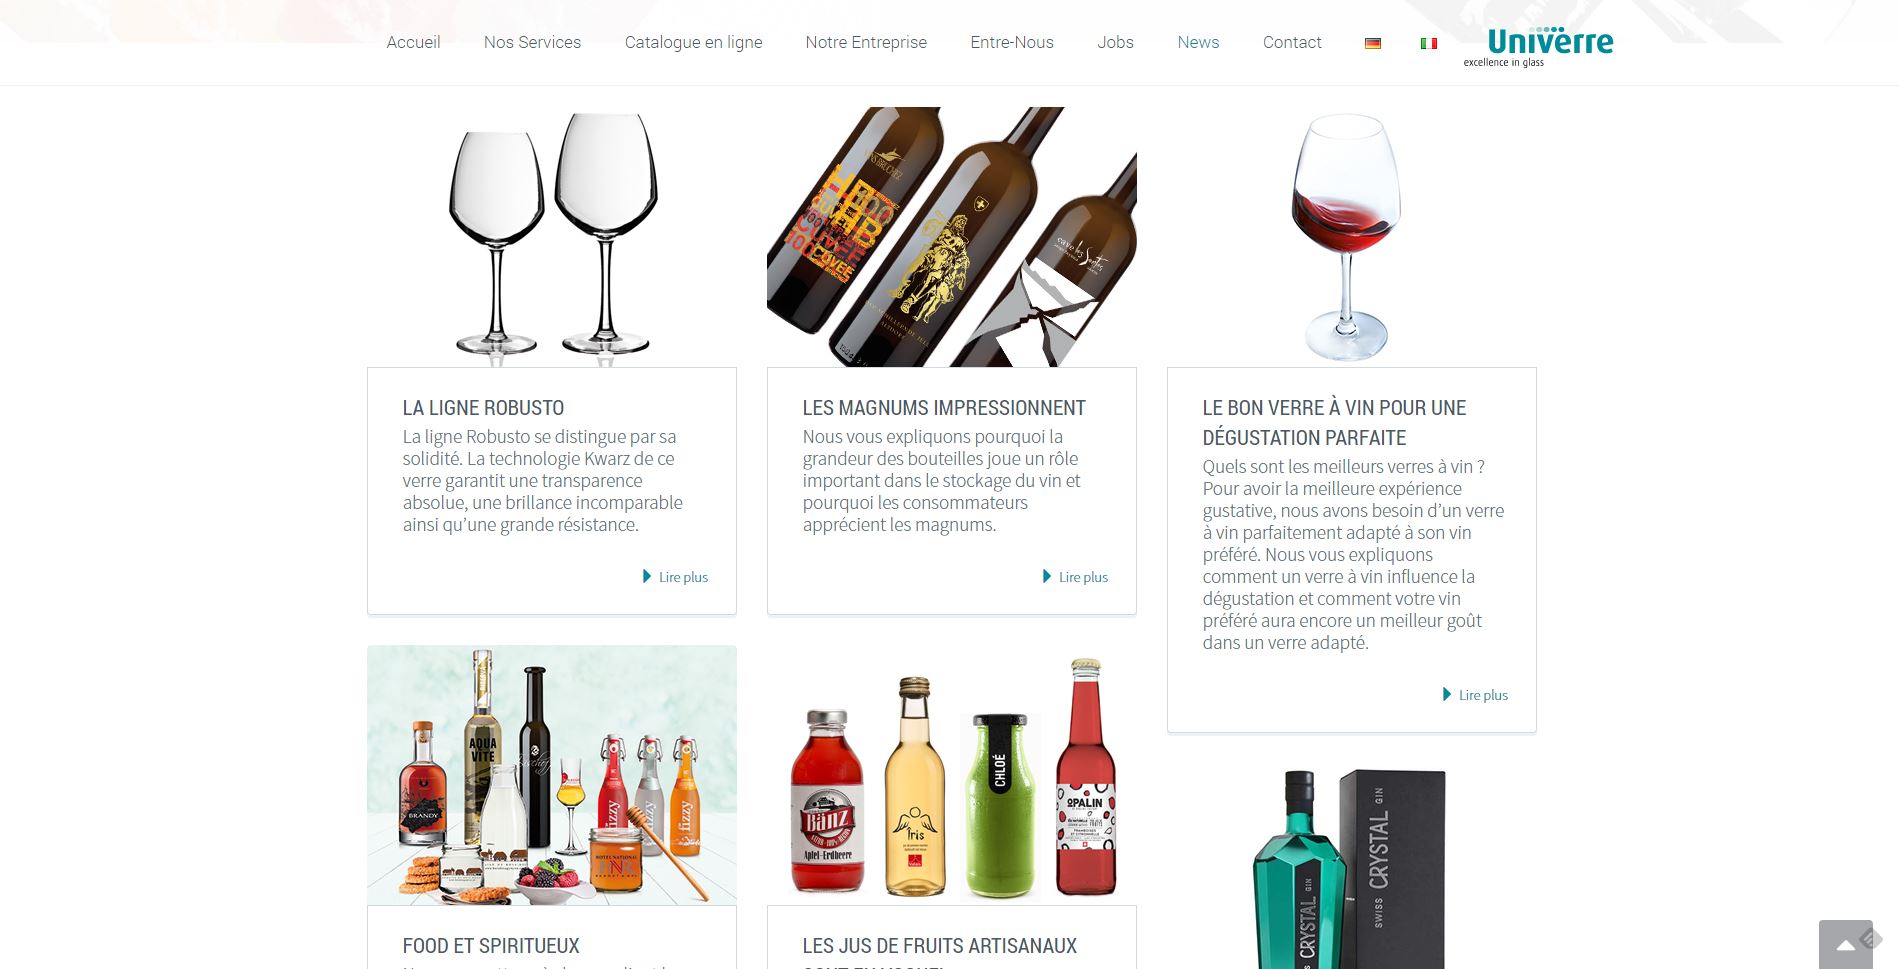 Accueil
Nos Services
Catalogue en ligne
Notre Entreprise
Entre-Nous
Jobs
News
Contact
Univërre
excellence in glass
cave les Sentes
LA LIGNE ROBUSTO
La ligne Robusto se distingue par sa
solidité. La technologie Kwarz de ce
verre garantit une transparence
absolue, une brillance incomparable
ainsi qu’une grande résistance.
Lire plus
LES MAGNUMS IMPRESSIONNENT
Nous vous expliquons pourquoi la
grandeur des bouteilles joue un rôle
important dans le stockage du vin et
pourquoi les consommateurs
apprécient les magnums.
Lire plus
LE BON VERRE À VIN POUR UNE
DÉGUSTATION PARFAITE
Quels sont les meilleurs verres à vin ?
Pour avoir la meilleure expérience
gustative, nous avons besoin d’un verre
à vin parfaitement adapté à son vin
préféré. Nous vous expliquons
comment un verre à vin influence la
dégustation et comment votre vin
préféré aura encore un meilleur goût
dans un verre adapté.
Lire plus
BRANDY
AQUA
VITE
fizzy
fizzy
fizzy
HOTEL NATIONAL
Bänz
Apfel-Erdbeere
Iris
CHLOÉ
OPALIN
SWISS
CRYSTAL
GIN
CRYSTAL
GIN
FOOD ET SPIRITUEUX
LES JUS DE FRUITS ARTISANAUX